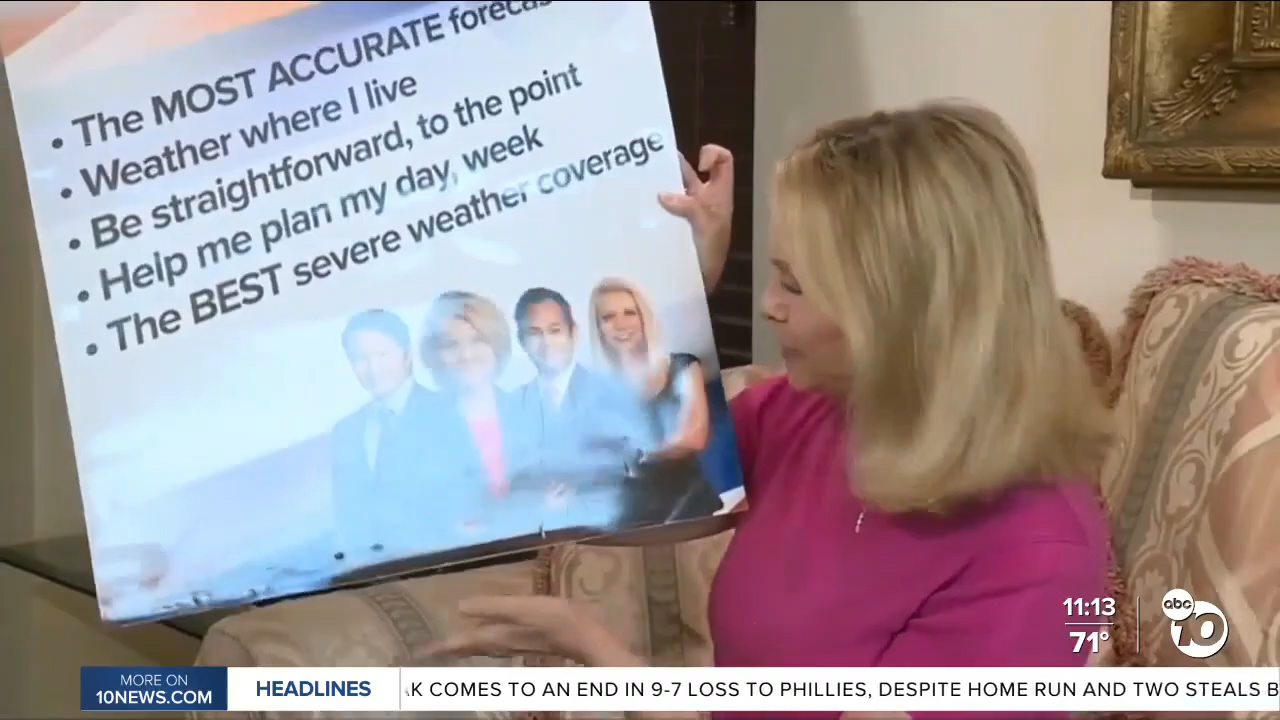 • The MOST ACCURATE
• Weather where I live
• Be straightforward, to the point
• Help me plan my day, week
• The BEST severe weather coverage
11:13
71°
abc
10
MORE ON
10NEWS.COM
HEADLINES
K COMES TO AN END IN 9-7 LOSS TO PHILLIES, DESPITE HOME RUN AND TWO STEALS B